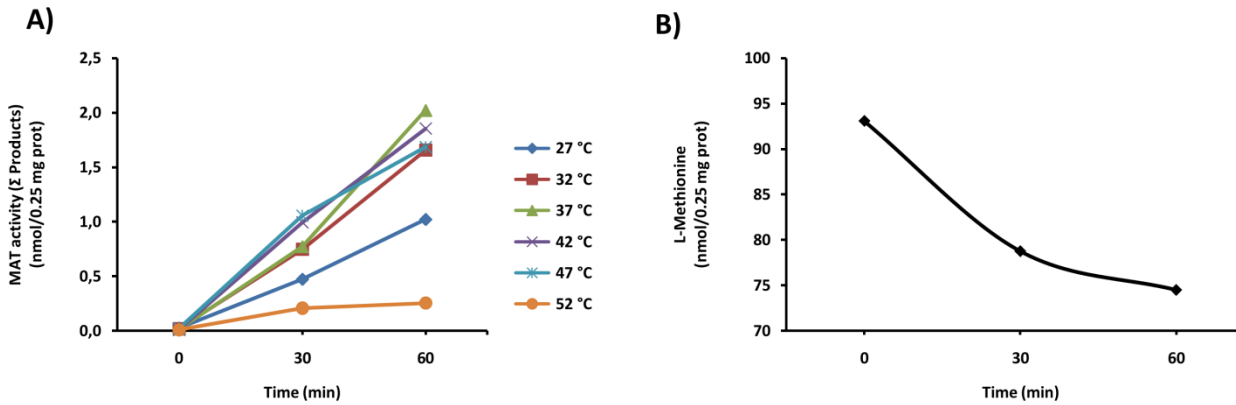 A)
MAT activity (Σ Products)
(nmol/0.25 mg prot)
2,5
2,0
1,5
1,0
0,5
0,0
0 30 60
Time (min)
27 °C
32 °C
37 °C
42 °C
47 °C
52 °C
B)
L-Methionine
(nmol/0.25 mg prot)
100
95
90
85
80
75
70
0 30 60
Time (min)